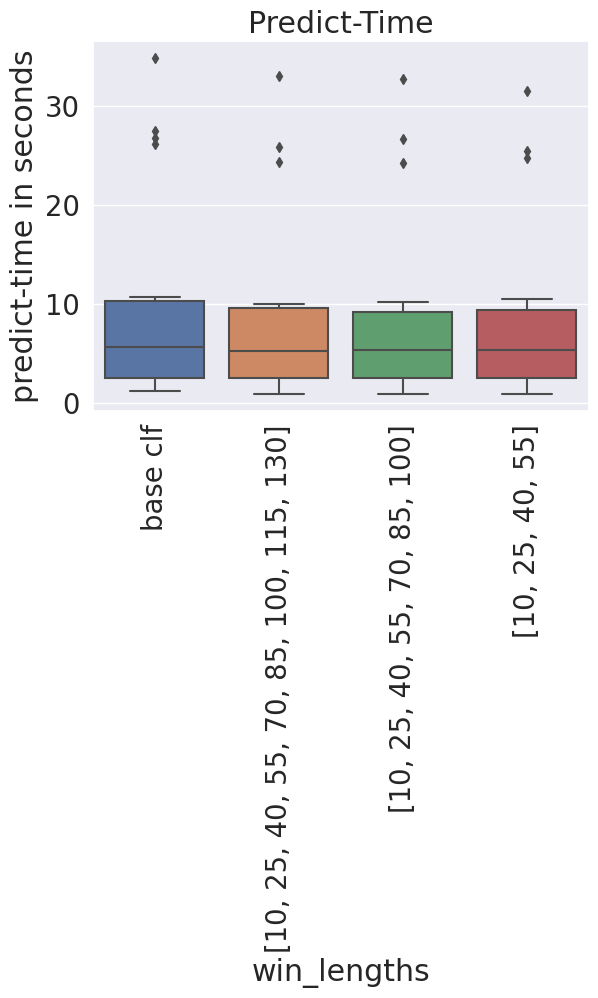 Predict-Time
predict-time in seconds
30
20
10
0
base clf
[10, 25, 40, 55, 70, 85, 100, 115, 130]
[10, 25, 40, 55, 70, 85, 100]
[10, 25, 40, 55]
win_lengths